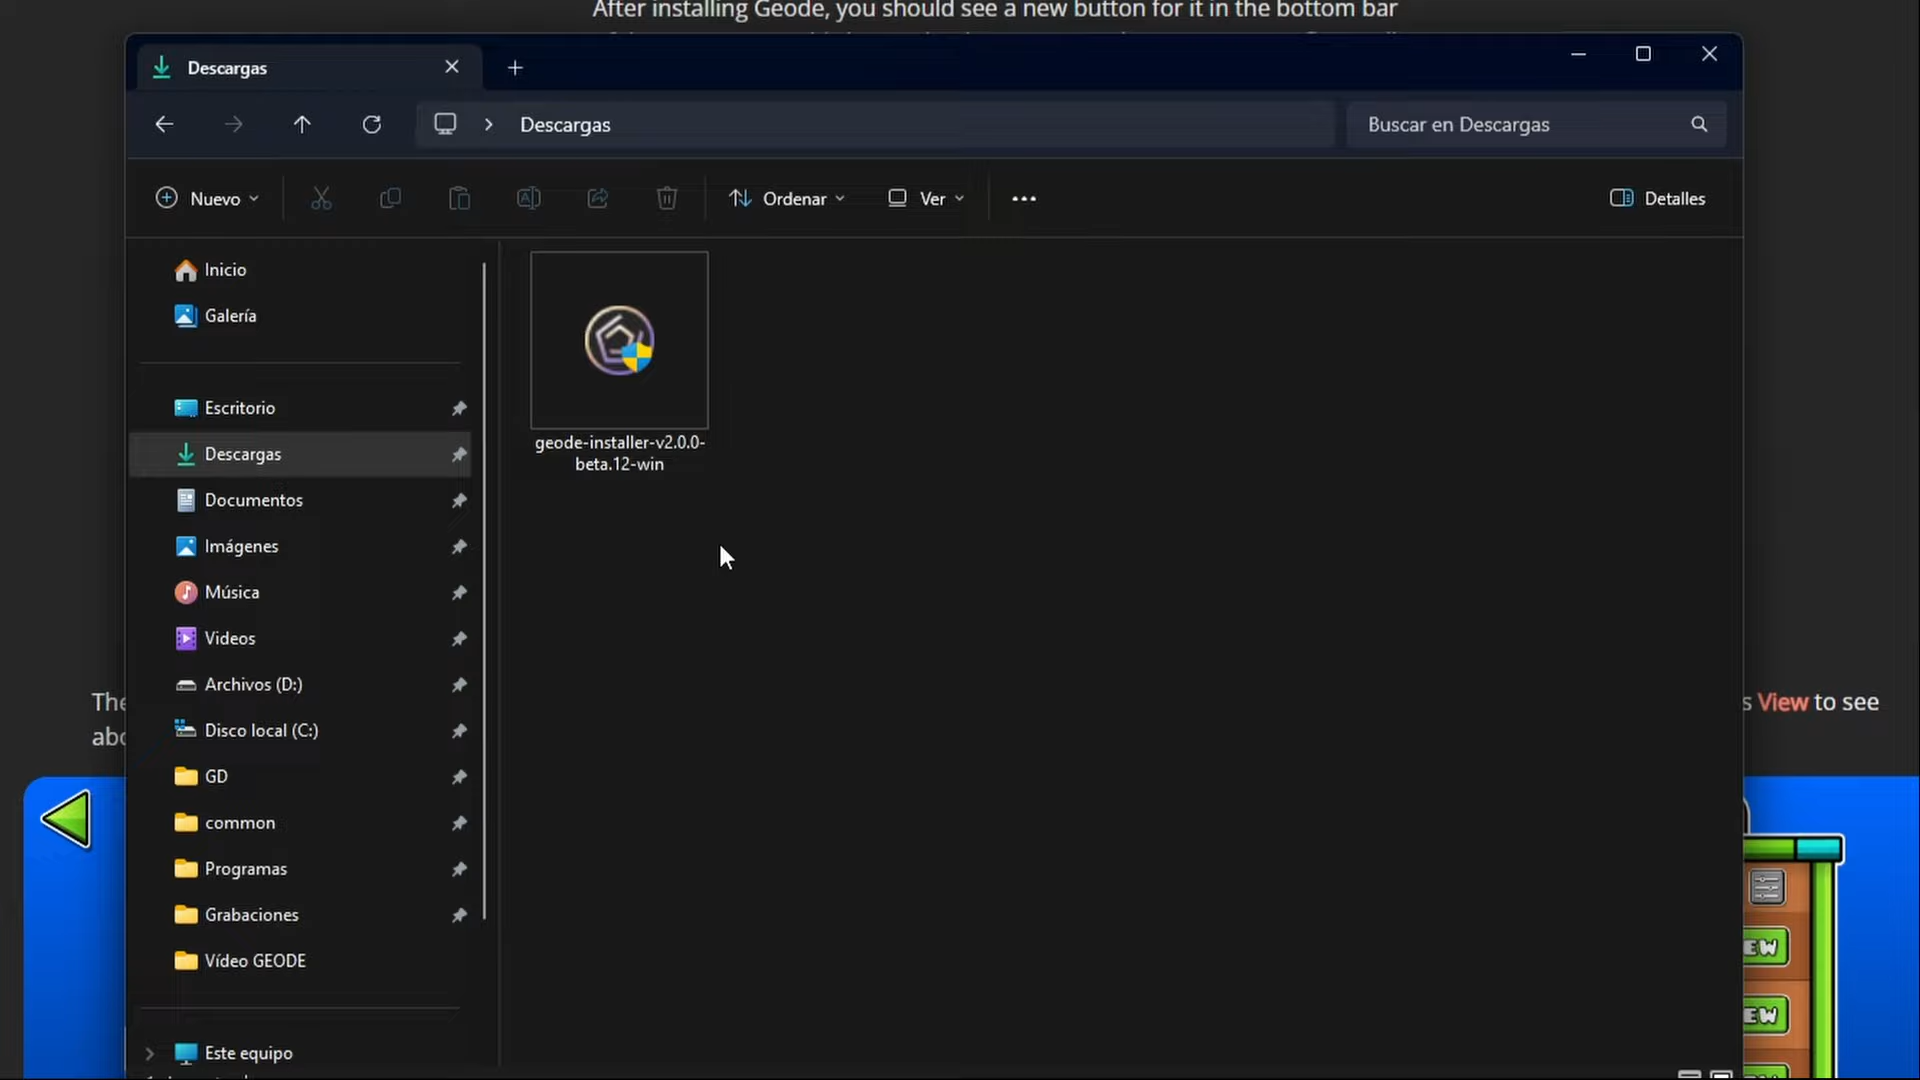 After installing Geode, you should see a new button for it in the bottom bar
Descargas
Descargas
Buscar en Descargas
Nuevo
Ordenar
Ver
Detalles
Inicio
Galería
Escritorio
Descargas
Documentos
Imágenes
Música
Videos
Archivos (D:)
Disco local (C:)
GD
common
Programas
Grabaciones
Vídeo GEODE
Este equipo
geode-installer-v2.0.0-
beta.12-win
The
abo
s View to see
EW
EW